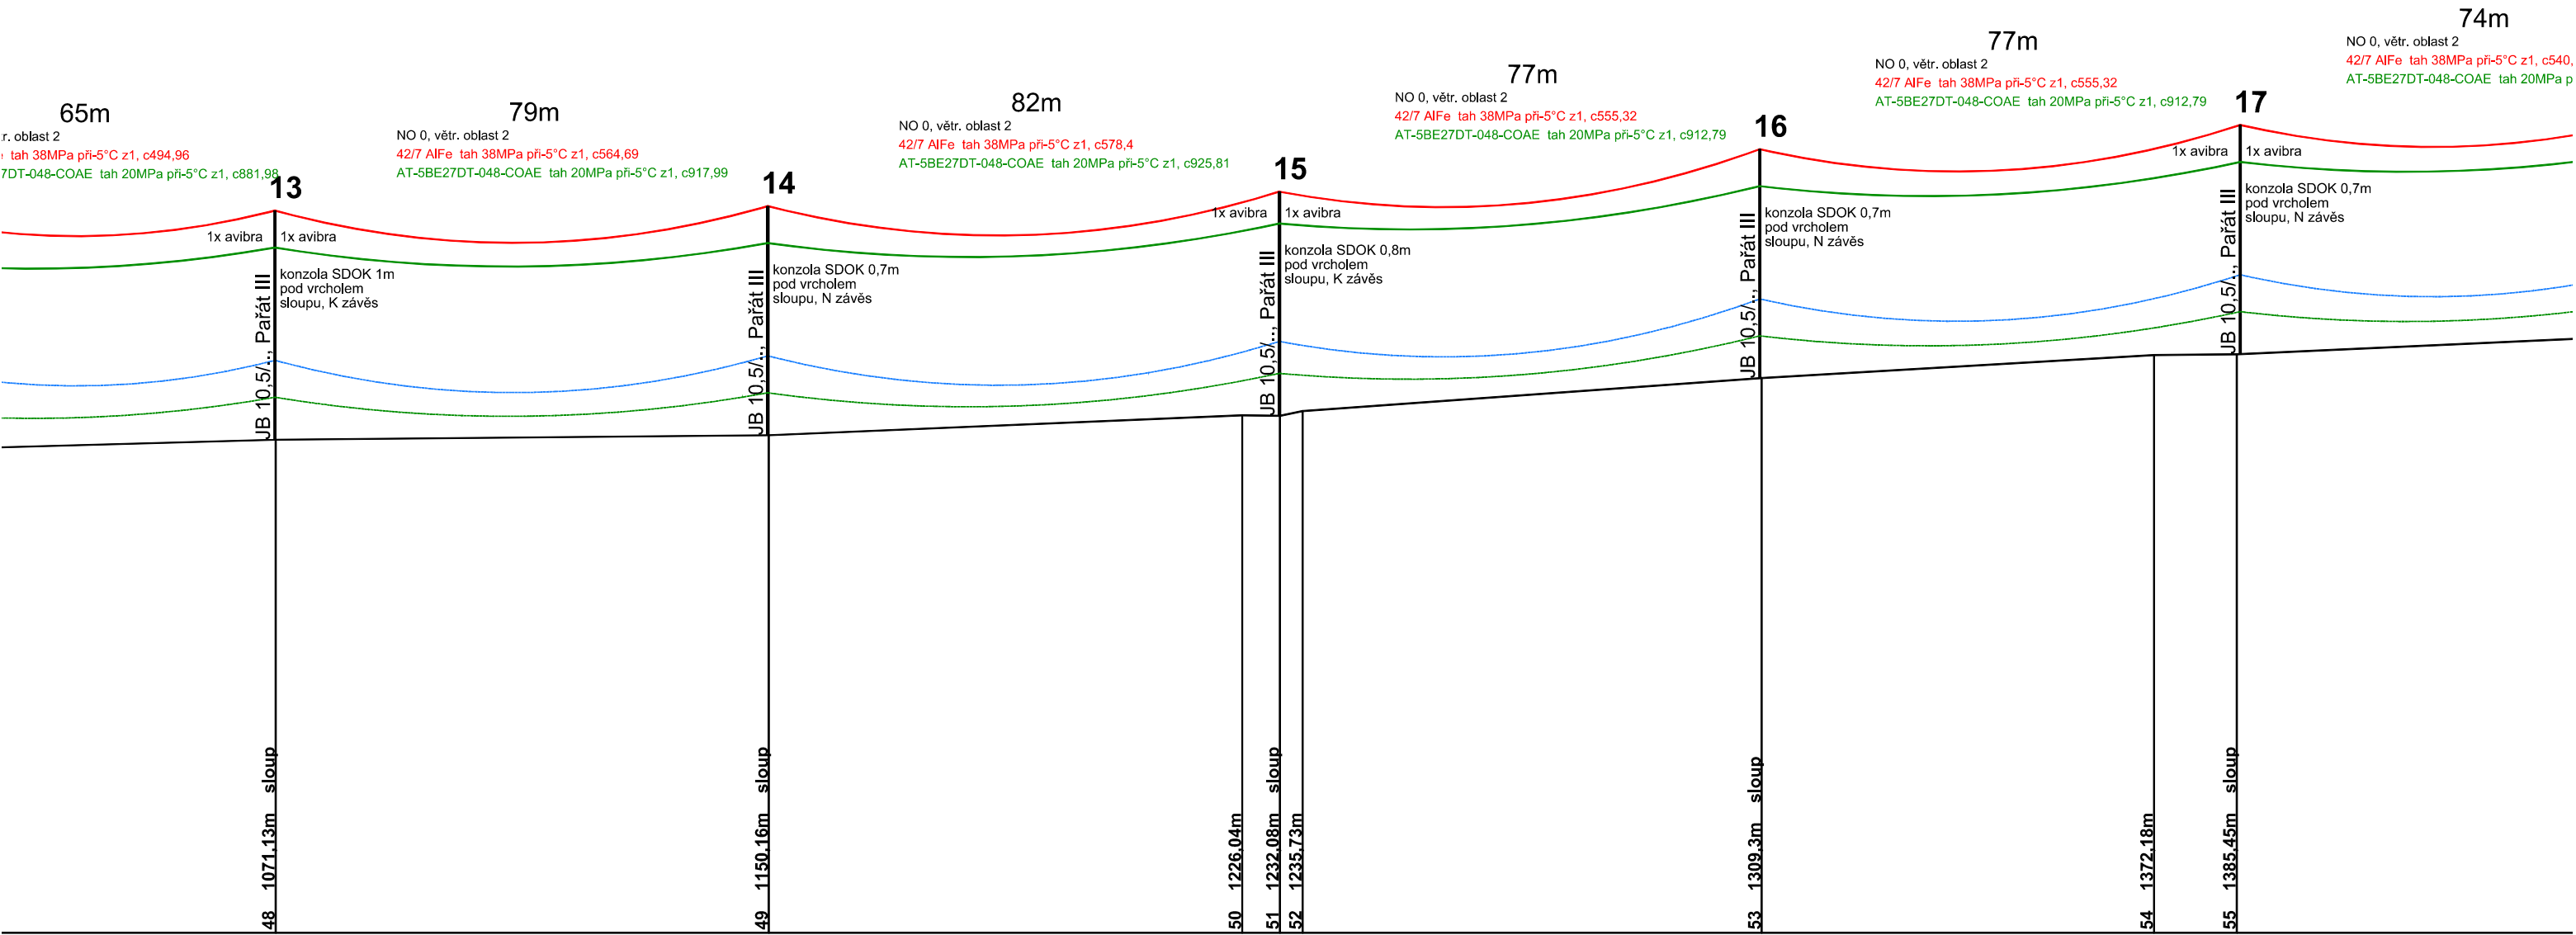 65m
r. oblast 2
tah 38MPa při-5°C z1, c494,96
7DT-048-COAE tah 20MPa při-5°C z1, c881,98
13
1x avibra
1x avibra
konzola SDOK 1m
pod vrcholem
sloupu, K závěs
JB 10,5/..., Pařát III
79m
NO 0, větr. oblast 2
42/7 AlFe tah 38MPa při-5°C z1, c564,69
AT-5BE27DT-048-COAE tah 20MPa při-5°C z1, c917,99
14
konzola SDOK 0,7m
pod vrcholem
sloupu, N závěs
JB 10,5/..., Pařát III
82m
NO 0, větr. oblast 2
42/7 AlFe tah 38MPa při-5°C z1, c578,4
AT-5BE27DT-048-COAE tah 20MPa při-5°C z1, c925,81
15
1x avibra
1x avibra
konzola SDOK 0,8m
pod vrcholem
sloupu, K závěs
JB 10,5/..., Pařát III
77m
NO 0, větr. oblast 2
42/7 AlFe tah 38MPa při-5°C z1, c555,32
AT-5BE27DT-048-COAE tah 20MPa při-5°C z1, c912,79
16
konzola SDOK 0,7m
pod vrcholem
sloupu, N závěs
JB 10,5/..., Pařát III
77m
NO 0, větr. oblast 2
42/7 AlFe tah 38MPa při-5°C z1, c555,32
AT-5BE27DT-048-COAE tah 20MPa při-5°C z1, c912,79
17
1x avibra
1x avibra
konzola SDOK 0,7m
pod vrcholem
sloupu, N závěs
JB 10,5/..., Pařát III
74m
NO 0, větr. oblast 2
42/7 AlFe tah 38MPa při-5°C z1, c540,
AT-5BE27DT-048-COAE tah 20MPa p
48 1071.13m sloup
49 1150.16m sloup
50 1226.04m
51 1232.08m sloup
52 1235.73m
53 1309.3m sloup
54 1372.18m
55 1385.45m sloup